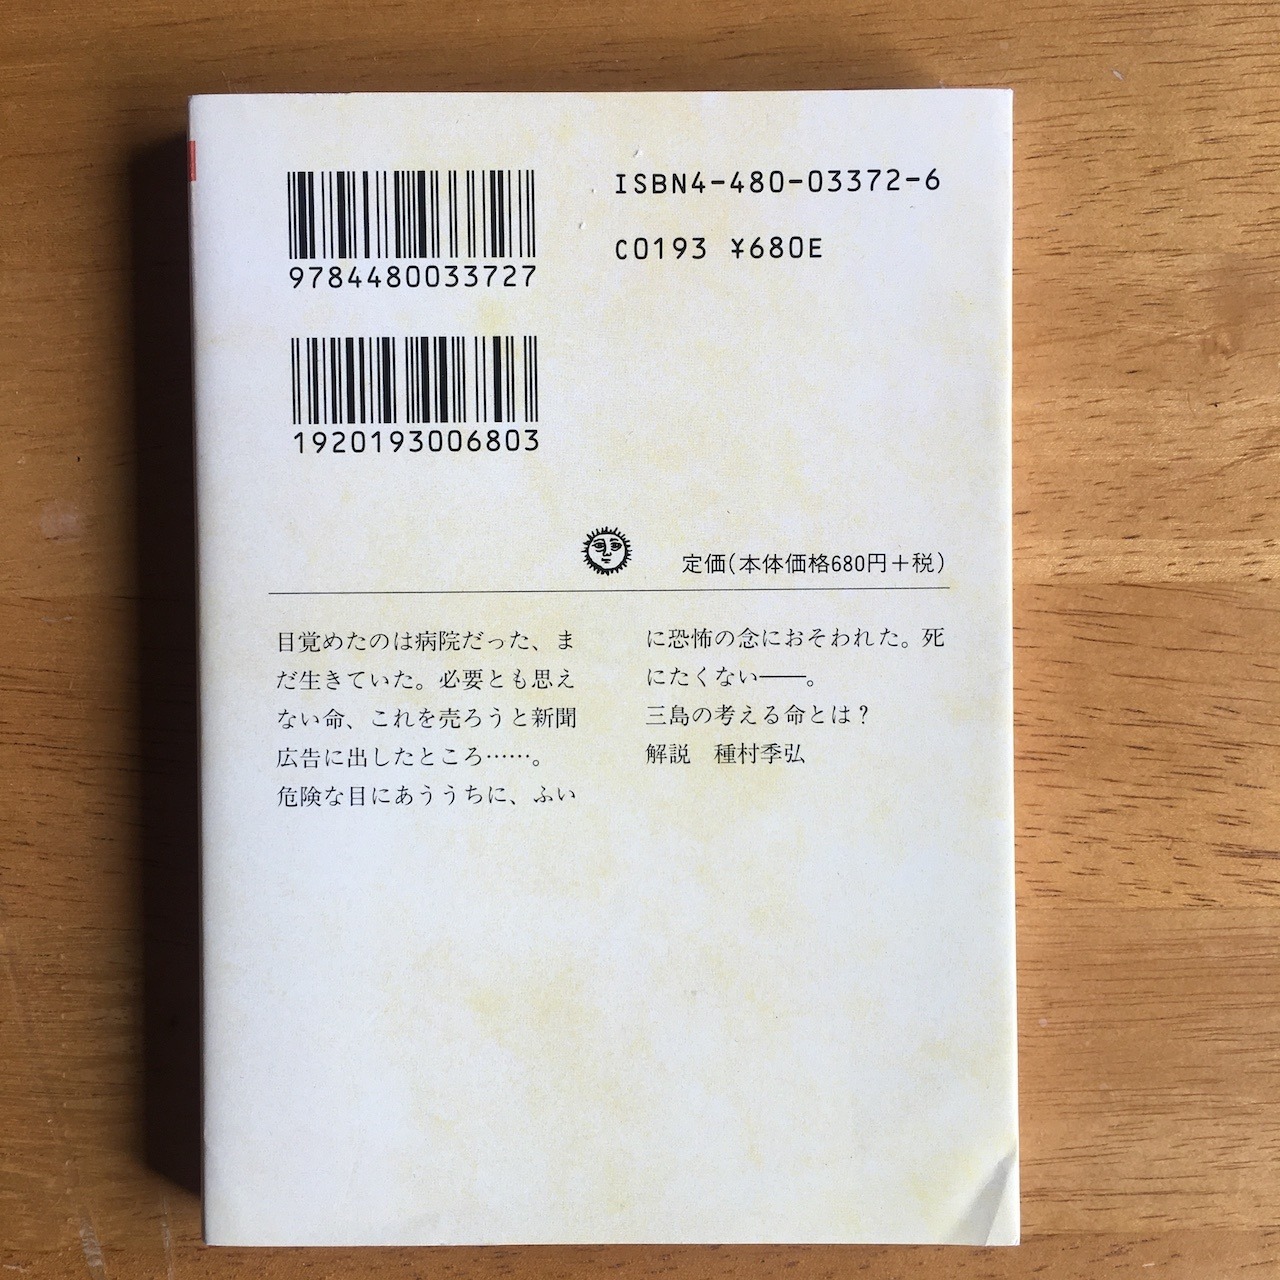 9784480033727
ISBN4-480-03372-6
C0193 ¥680E
1920193006803
定価(本体価格680円+税)
目覚めたのは病院だった、ま
だ生きていた。必要とも思え
ない命、これを売ろうと新聞
広告に出したところ……。
危険な目にあううちに、ふい
に恐怖の念におそわれた。死
にたくない――。
三島の考える命とは?
解説　種村季弘